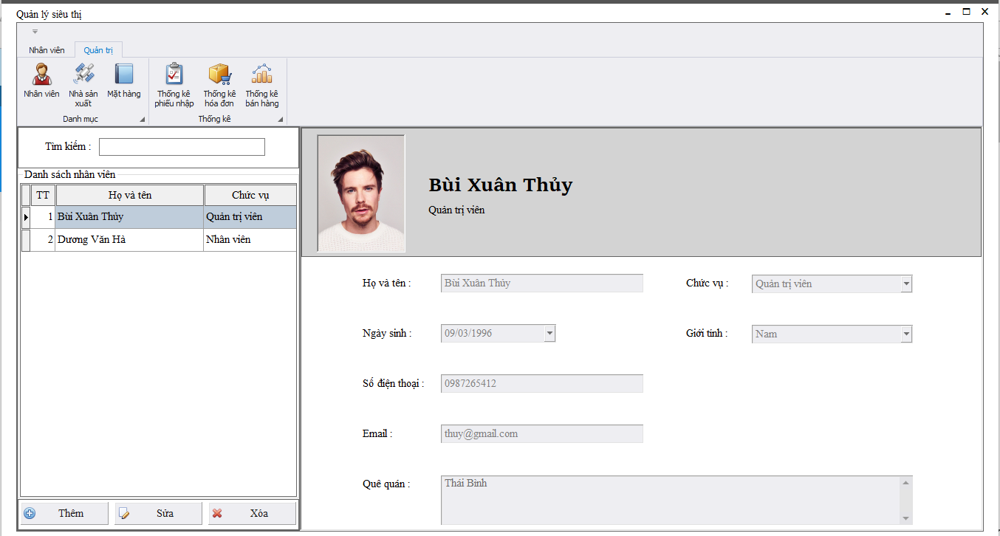 Quản lý siêu thị
Nhân viên Quản trị
Nhân viên
Nhà sản xuất
Mặt hàng
Thống kê phiếu nhập
Thống kê hóa đơn
Thống kê bán hàng
Danh mục
Thống kê
Tìm kiếm :
Danh sách nhân viên
TT Họ và tên Chức vụ
1 Bùi Xuân Thủy Quản trị viên
2 Dương Văn Hà Nhân viên
Thêm Sửa Xóa
Bùi Xuân Thủy
Quản trị viên
Họ và tên : Bùi Xuân Thủy Chức vụ : Quản trị viên
Ngày sinh : 09/03/1996 Giới tính : Nam
Số điện thoại : 0987265412
Email : thuy@gmail.com
Quê quán : Thái Bình